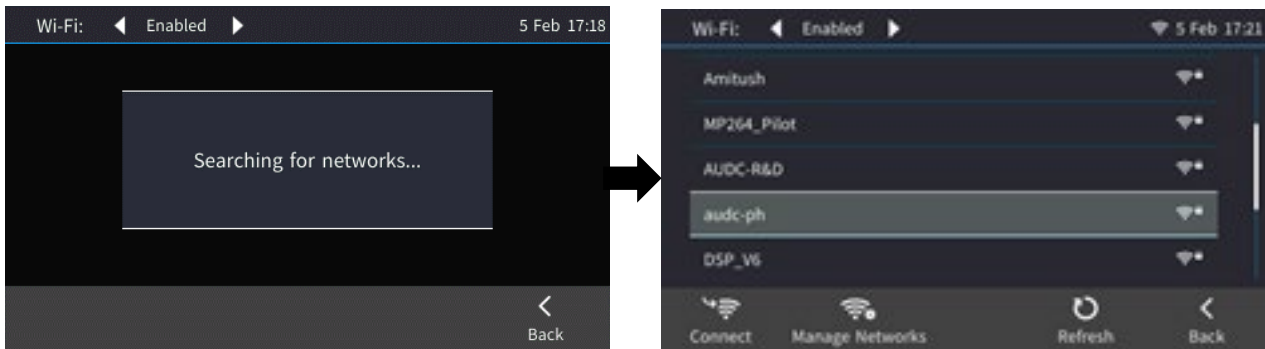 Wi-Fi: Enabled 5 Feb 17:18
Searching for networks...
Back
Wi-Fi: Enabled 5 Feb 17:21
Amitush
MP264_Pilot
AUDC-R&D
audc-ph
DSP_V6
Connect Manage Networks Refresh Back